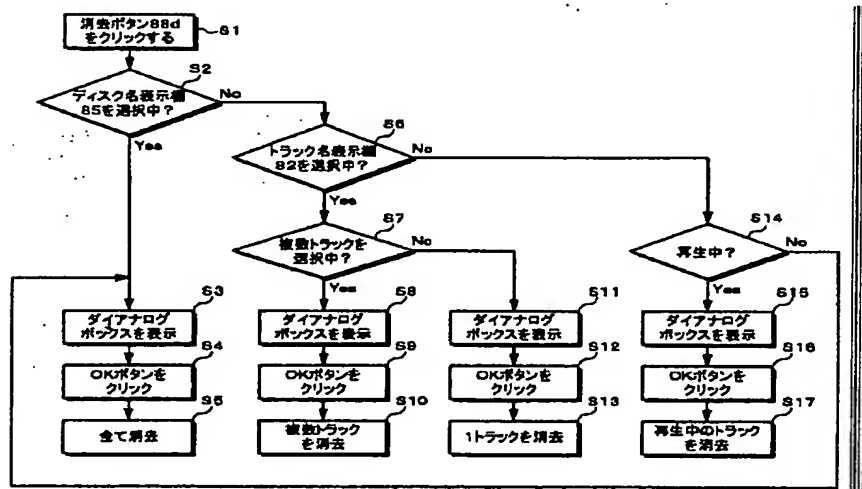 消去ボタン88d
をクリックする
S1
S2
ディスク名表示欄
85を選択中?
No
Yes
S6
トラック名表示欄
82を選択中?
No
Yes
S7
複数トラックを
選択中?
No
Yes
S14
再生中?
No
Yes
S3
ダイアナログ
ボックスを表示
S8
ダイアナログ
ボックスを表示
S11
ダイアナログ
ボックスを表示
S15
ダイアナログ
ボックスを表示
S4
OKボタンを
クリック
S9
OKボタンを
クリック
S12
OKボタンを
クリック
S16
OKボタンを
クリック
S5
全て消去
S10
複数トラック
を消去
S13
1トラックを消去
S17
再生中のトラック
を消去